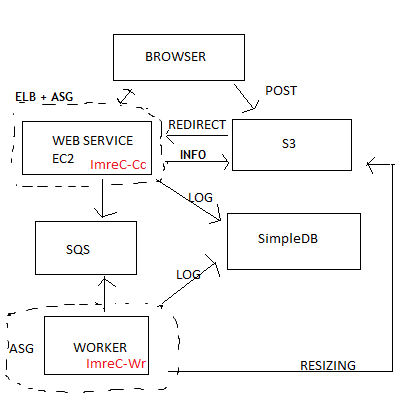 BROWSER
ELB + ASG
POST
REDIRECT
WEB SERVICE
EC2
ImreC-Cc
INFO
S3
LOG
SQS
SimpleDB
LOG
ASG
WORKER
ImreC-Wr
RESIZING